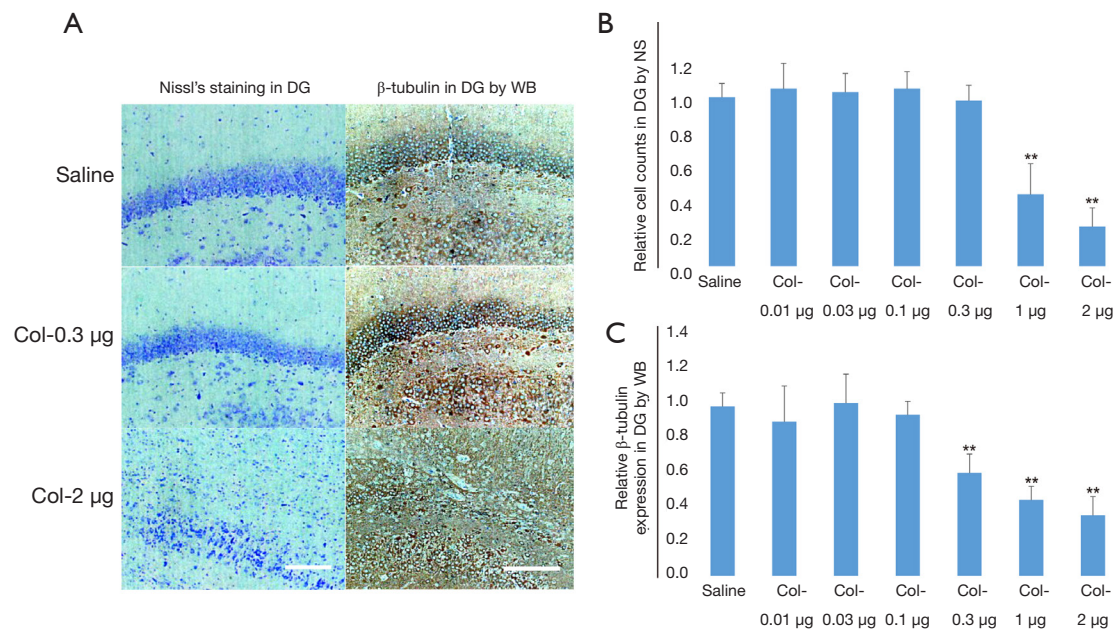 A
Nissl's staining in DG
β-tubulin in DG by WB
Saline
Col-0.3 µg
Col-2 µg
B
Relative cell counts in DG by NS
1.2
1.0
0.8
0.6
0.4
0.2
0.0
**
**
Saline Col- Col- Col- Col- Col- Col-
0.01 µg 0.03 µg 0.1 µg 0.3 µg 1 µg 2 µg
C
Relative β-tubulin
expression in DG by WB
1.4
1.2
1.0
0.8
0.6
0.4
0.2
0.0
**
**
**
Saline Col- Col- Col- Col- Col- Col-
0.01 µg 0.03 µg 0.1 µg 0.3 µg 1 µg 2 µg